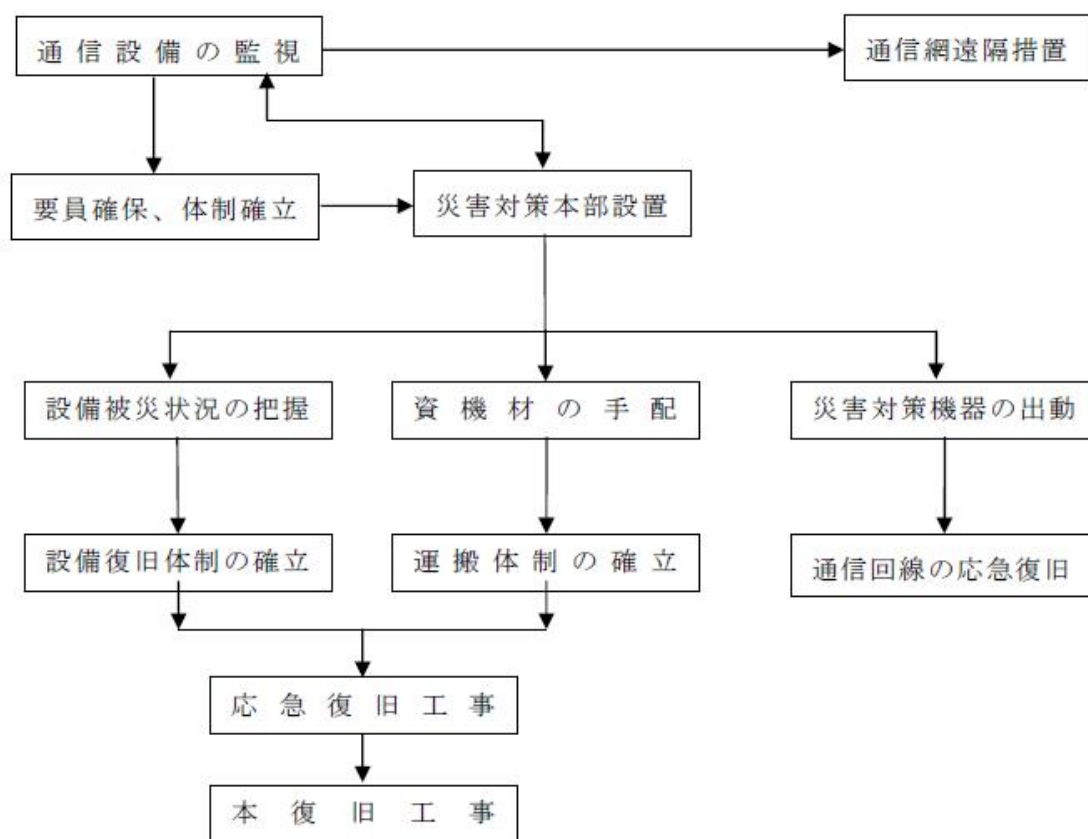 通信設備の監視
通信網遠隔措置
要員確保、体制確立
災害対策本部設置
設備被災状況の把握
資機材の手配
災害対策機器の出動
設備復旧体制の確立
運搬体制の確立
通信回線の応急復旧
応急復旧工事
本復旧工事